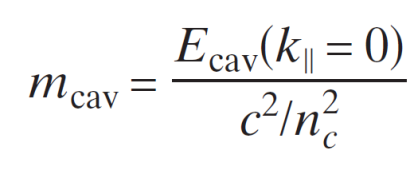 m_cav = E_cav(k_∥ = 0) / (c²/n_c²)